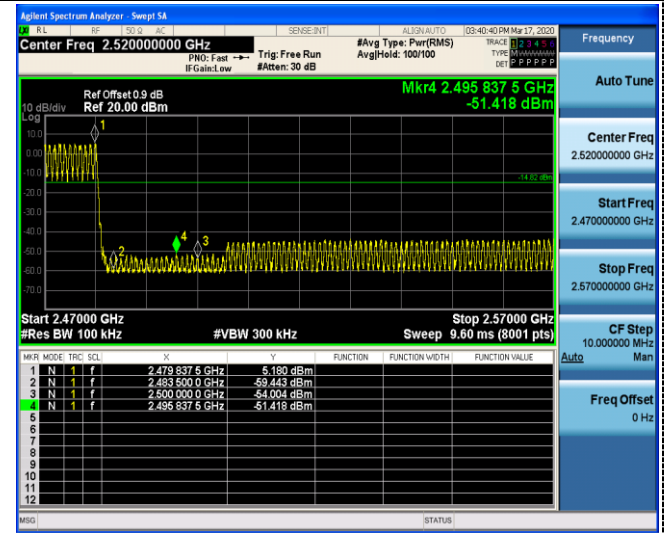 Agilent Spectrum Analyzer - Swept SA
RL RF 50 Ω AC SENSE:INT ALIGN AUTO 03:40:40 PM Mar 17, 2020
Center Freq 2.520000000 GHz
PNO: Fast
IFGain:Low
Trig: Free Run
#Atten: 30 dB
#Avg Type: Pwr(RMS)
Avg|Hold: 100/100
TRACE 1 2 3 4 5 6
TYPE
DET P P P P P P
Frequency
Auto Tune
Center Freq
2.520000000 GHz
Start Freq
2.470000000 GHz
Stop Freq
2.570000000 GHz
CF Step
10.000000 MHz
Auto Man
Freq Offset
0 Hz
Ref Offset 0.9 dB
10 dB/div Ref 20.00 dBm
Log
Mkr4 2.495 837 5 GHz
-51.418 dBm
10.0
0.00
-10.0
-20.0
-30.0
-40.0
-50.0
-60.0
-70.0
1
2
4
3
-14.82 dBm
Start 2.47000 GHz Stop 2.57000 GHz
#Res BW 100 kHz #VBW 300 kHz Sweep 9.60 ms (8001 pts)
MKR MODE TRC SCL X Y FUNCTION FUNCTION WIDTH FUNCTION VALUE
1 N 1 f 2.479 837 5 GHz 5.180 dBm
2 N 1 f 2.483 500 0 GHz -59.443 dBm
3 N 1 f 2.500 000 0 GHz -54.004 dBm
4 N 1 f 2.495 837 5 GHz -51.418 dBm
5
6
7
8
9
10
11
12
MSG STATUS